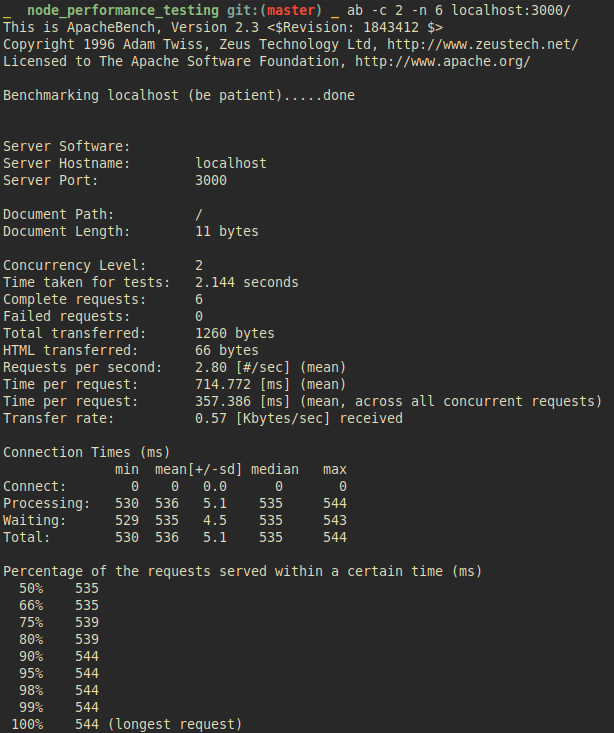 _  node_performance_testing git:(master) _ ab -c 2 -n 6 localhost:3000/
This is ApacheBench, Version 2.3 <$Revision: 1843412 $>
Copyright 1996 Adam Twiss, Zeus Technology Ltd, http://www.zeustech.net/
Licensed to The Apache Software Foundation, http://www.apache.org/

Benchmarking localhost (be patient).....done


Server Software:
Server Hostname:        localhost
Server Port:            3000

Document Path:          /
Document Length:        11 bytes

Concurrency Level:      2
Time taken for tests:   2.144 seconds
Complete requests:      6
Failed requests:        0
Total transferred:      1260 bytes
HTML transferred:       66 bytes
Requests per second:    2.80 [#/sec] (mean)
Time per request:       714.772 [ms] (mean)
Time per request:       357.386 [ms] (mean, across all concurrent requests)
Transfer rate:          0.57 [Kbytes/sec] received

Connection Times (ms)
              min  mean[+/-sd] median   max
Connect:        0    0   0.0      0       0
Processing:   530  536   5.1    535     544
Waiting:      529  535   4.5    535     543
Total:        530  536   5.1    535     544

Percentage of the requests served within a certain time (ms)
  50%    535
  66%    535
  75%    539
  80%    539
  90%    544
  95%    544
  98%    544
  99%    544
 100%    544 (longest request)